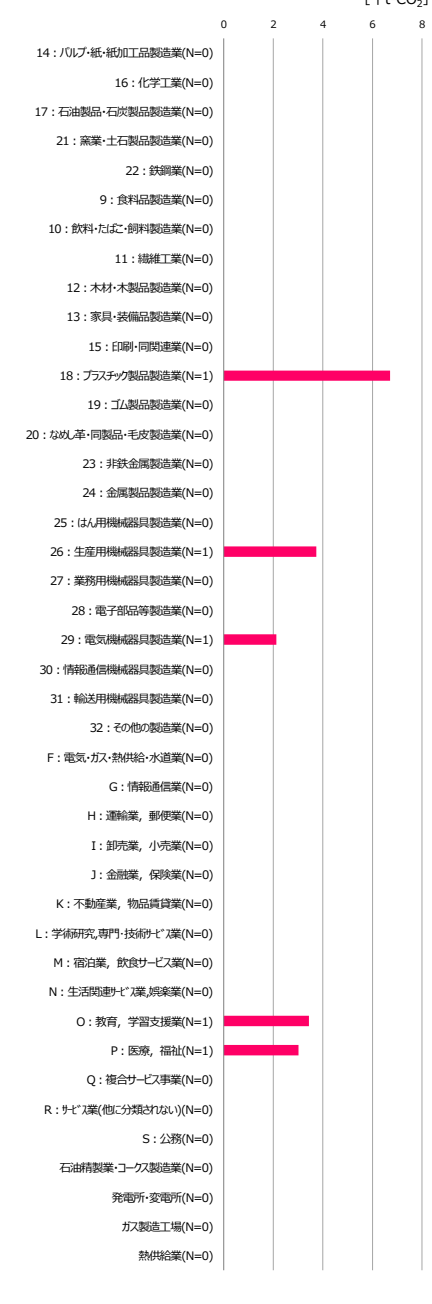 [千t-CO₂]
0 2 4 6 8
14：パルプ・紙・紙加工品製造業(N=0)
16：化学工業(N=0)
17：石油製品・石炭製品製造業(N=0)
21：窯業・土石製品製造業(N=0)
22：鉄鋼業(N=0)
9：食料品製造業(N=0)
10：飲料・たばこ・飼料製造業(N=0)
11：繊維工業(N=0)
12：木材・木製品製造業(N=0)
13：家具・装備品製造業(N=0)
15：印刷・同関連業(N=0)
18：プラスチック製品製造業(N=1)
19：ゴム製品製造業(N=0)
20：なめし革・同製品・毛皮製造業(N=0)
23：非鉄金属製造業(N=0)
24：金属製品製造業(N=0)
25：はん用機械器具製造業(N=0)
26：生産用機械器具製造業(N=1)
27：業務用機械器具製造業(N=0)
28：電子部品等製造業(N=0)
29：電気機械器具製造業(N=1)
30：情報通信機械器具製造業(N=0)
31：輸送用機械器具製造業(N=0)
32：その他の製造業(N=0)
F：電気・ガス・熱供給・水道業(N=0)
G：情報通信業(N=0)
H：運輸業，郵便業(N=0)
I：卸売業，小売業(N=0)
J：金融業，保険業(N=0)
K：不動産業，物品賃貸業(N=0)
L：学術研究,専門・技術ｻｰﾋﾞｽ業(N=0)
M：宿泊業，飲食サービス業(N=0)
N：生活関連ｻｰﾋﾞｽ業,娯楽業(N=0)
O：教育，学習支援業(N=1)
P：医療，福祉(N=1)
Q：複合サービス事業(N=0)
R：ｻｰﾋﾞｽ業(他に分類されない)(N=0)
S：公務(N=0)
石油精製業・コークス製造業(N=0)
発電所・変電所(N=0)
ガス製造工場(N=0)
熱供給業(N=0)